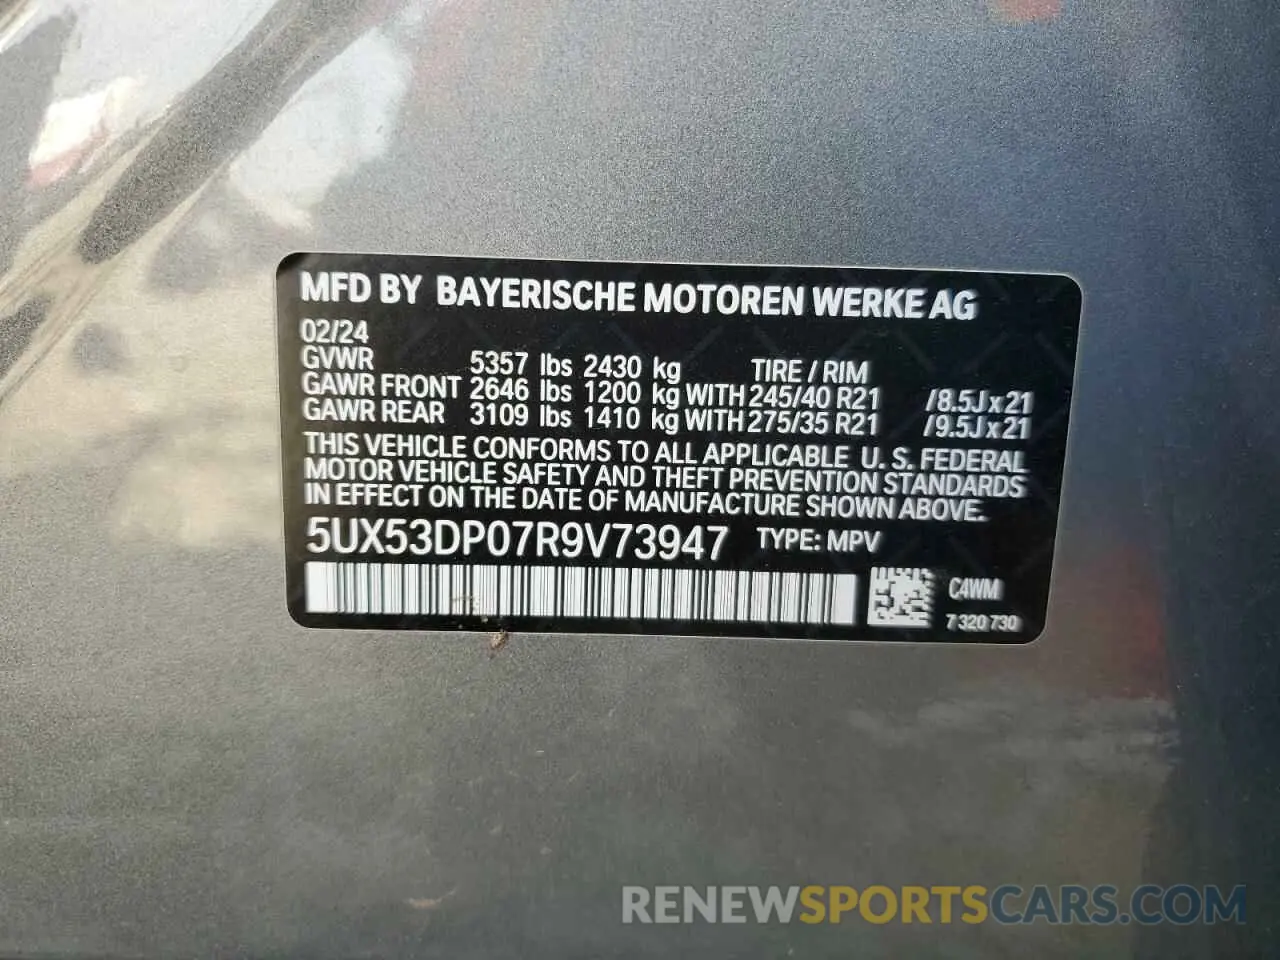 MFD BY BAYERISCHE MOTOREN WERKE AG
02/24
GVWR 5357 lbs 2430 kg TIRE / RIM
GAWR FRONT 2646 lbs 1200 kg WITH 245/40 R21 /8.5J x 21
GAWR REAR 3109 lbs 1410 kg WITH 275/35 R21 /9.5J x 21
THIS VEHICLE CONFORMS TO ALL APPLICABLE U. S. FEDERAL
MOTOR VEHICLE SAFETY AND THEFT PREVENTION STANDARDS
IN EFFECT ON THE DATE OF MANUFACTURE SHOWN ABOVE.
5UX53DP07R9V73947 TYPE: MPV
C4WM
7 320 730
RENEWSPORTSCARS.COM